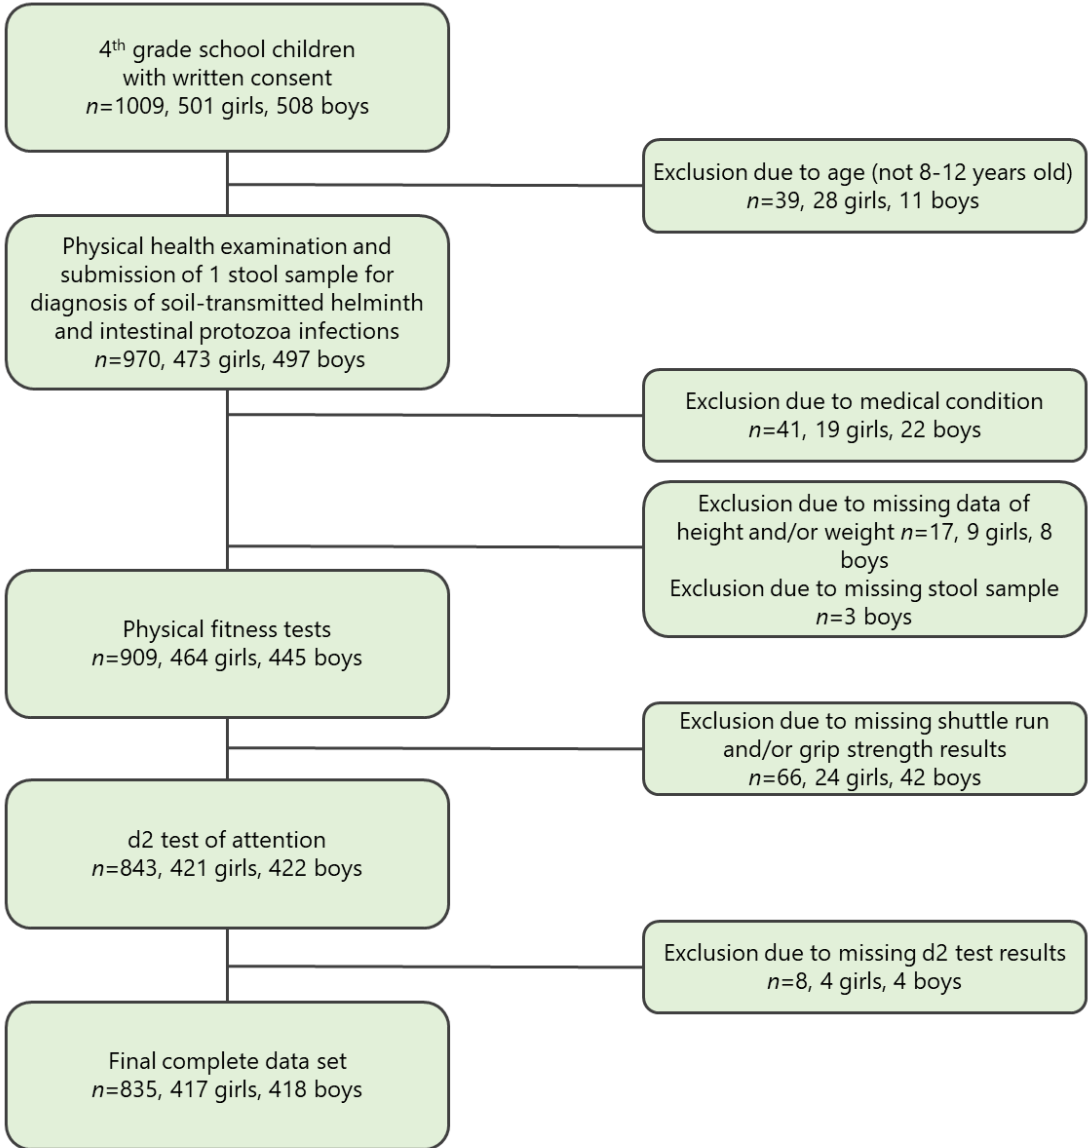 4th grade school children
with written consent
n=1009, 501 girls, 508 boys
Exclusion due to age (not 8-12 years old)
n=39, 28 girls, 11 boys
Physical health examination and
submission of 1 stool sample for
diagnosis of soil-transmitted helminth
and intestinal protozoa infections
n=970, 473 girls, 497 boys
Exclusion due to medical condition
n=41, 19 girls, 22 boys
Exclusion due to missing data of
height and/or weight n=17, 9 girls, 8
boys
Exclusion due to missing stool sample
n=3 boys
Physical fitness tests
n=909, 464 girls, 445 boys
Exclusion due to missing shuttle run
and/or grip strength results
n=66, 24 girls, 42 boys
d2 test of attention
n=843, 421 girls, 422 boys
Exclusion due to missing d2 test results
n=8, 4 girls, 4 boys
Final complete data set
n=835, 417 girls, 418 boys